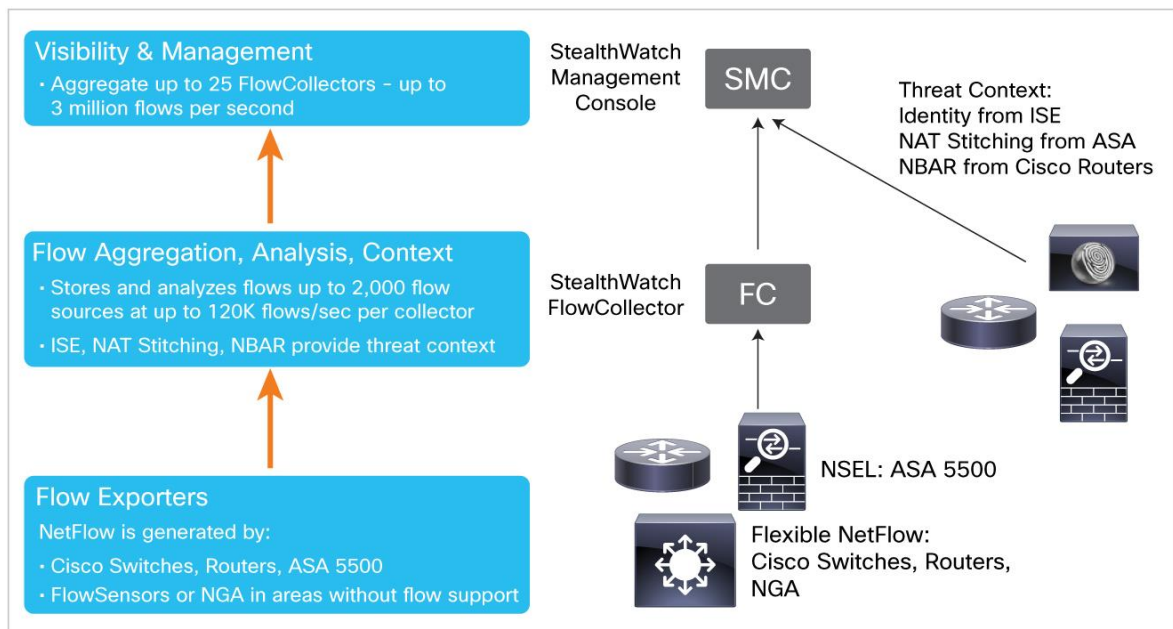 Visibility & Management
· Aggregate up to 25 FlowCollectors – up to
3 million flows per second
Flow Aggregation, Analysis, Context
· Stores and analyzes flows up to 2,000 flow
sources at up to 120K flows/sec per collector
· ISE, NAT Stitching, NBAR provide threat context
Flow Exporters
NetFlow is generated by:
· Cisco Switches, Routers, ASA 5500
· FlowSensors or NGA in areas without flow support
StealthWatch
Management
Console
SMC
Threat Context:
Identity from ISE
NAT Stitching from ASA
NBAR from Cisco Routers
StealthWatch
FlowCollector
FC
NSEL: ASA 5500
Flexible NetFlow:
Cisco Switches, Routers,
NGA